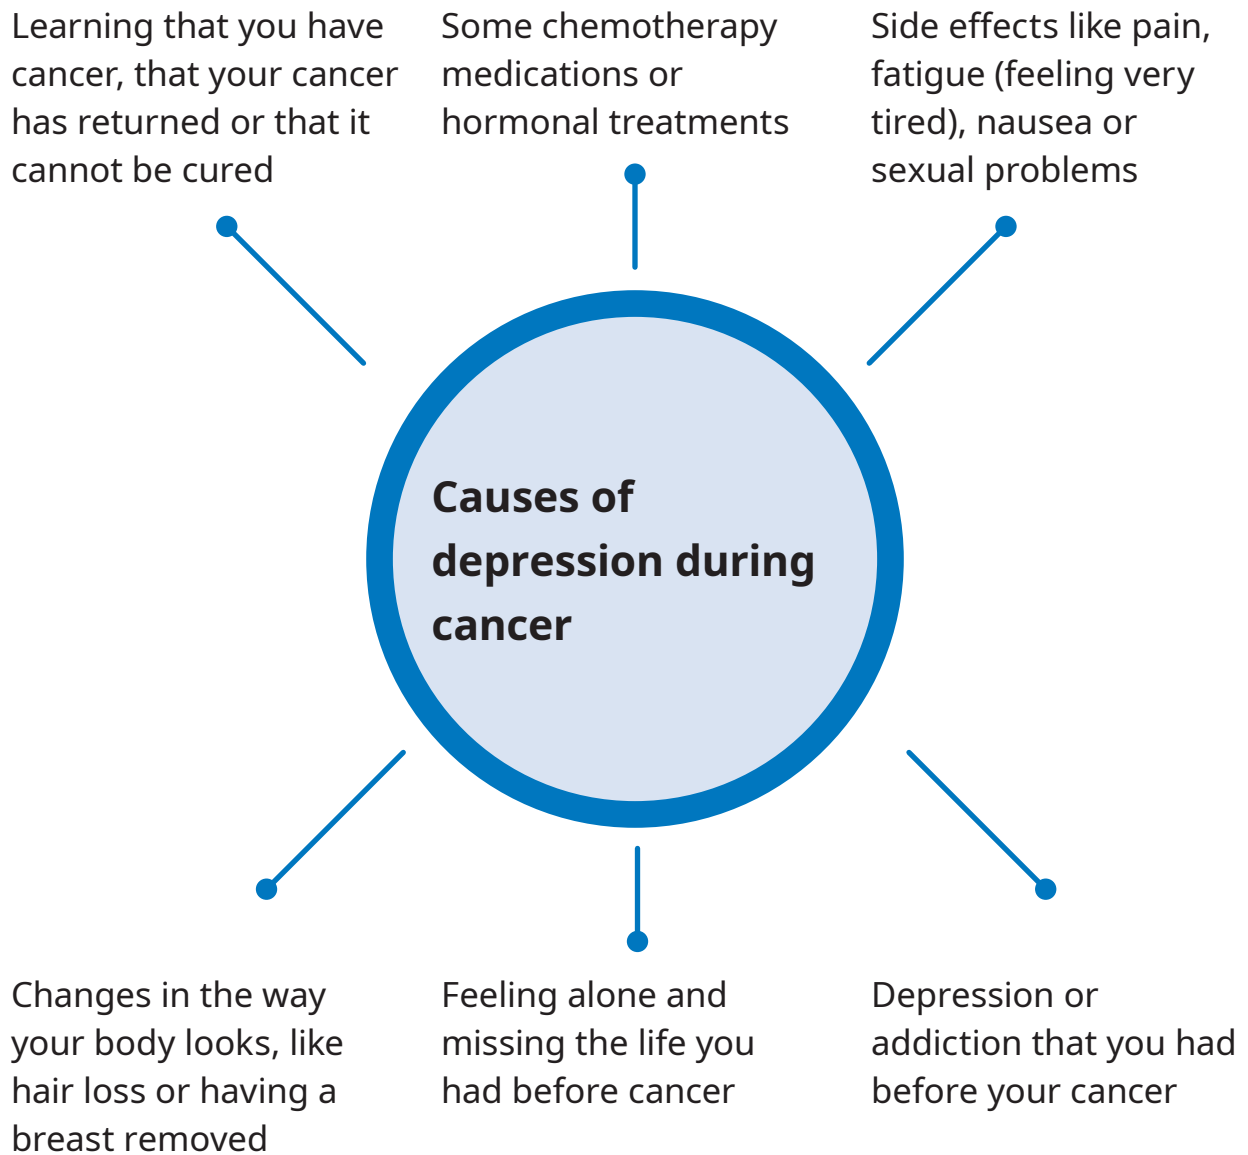 Learning that you have
cancer, that your cancer
has returned or that it
cannot be cured
Some chemotherapy
medications or
hormonal treatments
Side effects like pain,
fatigue (feeling very
tired), nausea or
sexual problems
Causes of
depression during
cancer
Changes in the way
your body looks, like
hair loss or having a
breast removed
Feeling alone and
missing the life you
had before cancer
Depression or
addiction that you had
before your cancer